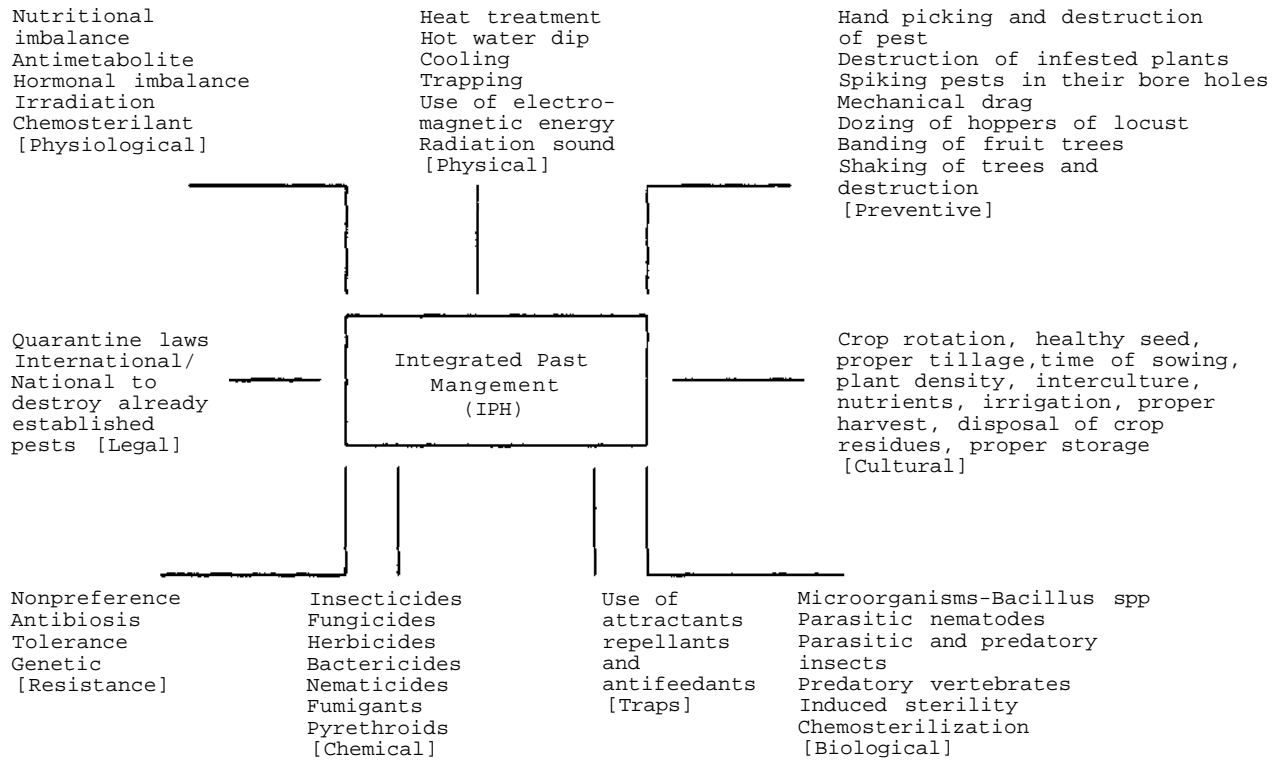 Nutritional
imbalance
Antimetabolite
Hormonal imbalance
Irradiation
Chemosterilant
[Physiological]
Heat treatment
Hot water dip
Cooling
Trapping
Use of electro-
magnetic energy
Radiation sound
[Physical]
Hand picking and destruction
of pest
Destruction of infested plants
Spiking pests in their bore holes
Mechanical drag
Dozing of hoppers of locust
Banding of fruit trees
Shaking of trees and
destruction
[Preventive]
Quarantine laws
International/
National to
destroy already
established
pests [Legal]
Integrated Past
Mangement
(IPH)
Crop rotation, healthy seed,
proper tillage,time of sowing,
plant density, interculture,
nutrients, irrigation, proper
harvest, disposal of crop
residues, proper storage
[Cultural]
Nonpreference
Antibiosis
Tolerance
Genetic
[Resistance]
Insecticides
Fungicides
Herbicides
Bactericides
Nematicides
Fumigants
Pyrethroids
[Chemical]
Use of
attractants
repellants
and
antifeedants
[Traps]
Microorganisms-Bacillus spp
Parasitic nematodes
Parasitic and predatory
insects
Predatory vertebrates
Induced sterility
Chemosterilization
[Biological]